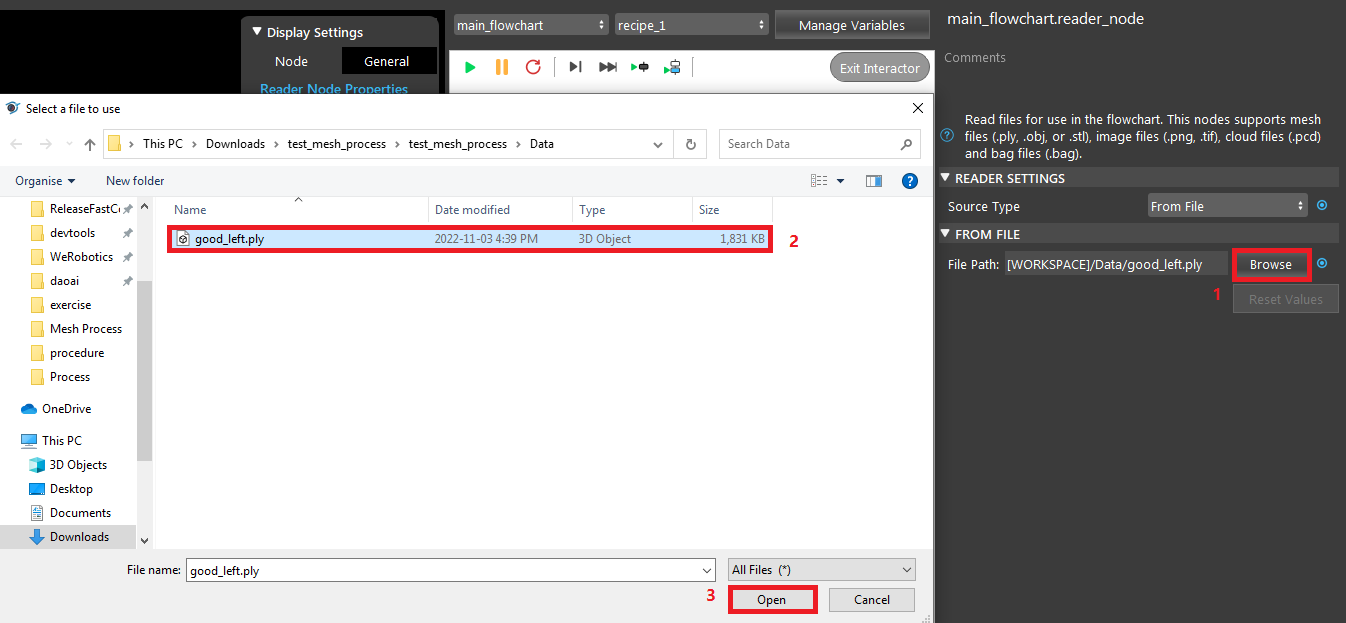 Display Settings
Node
General
Reader Node Properties
main_flowchart
recipe_1
Manage Variables
Exit Interactor
main_flowchart.reader_node
Comments
Read files for use in the flowchart. This nodes supports mesh
files (.ply, .obj, or .stl), image files (.png, .tif), cloud files (.pcd)
and bag files (.bag).
READER SETTINGS
Source Type
From File
FROM FILE
File Path:
[WORKSPACE]/Data/good_left.ply
Browse
1
Reset Values
Select a file to use
This PC > Downloads > test_mesh_process > test_mesh_process > Data
Search Data
Organise
New folder
Name
Date modified
Type
Size
good_left.ply
2022-11-03 4:39 PM
3D Object
1,831 KB
2
ReleaseFastCo
devtools
WeRobotics
daoai
exercise
Mesh Process
procedure
Process
OneDrive
This PC
3D Objects
Desktop
Documents
Downloads
File name:
good_left.ply
All Files (*)
3
Open
Cancel